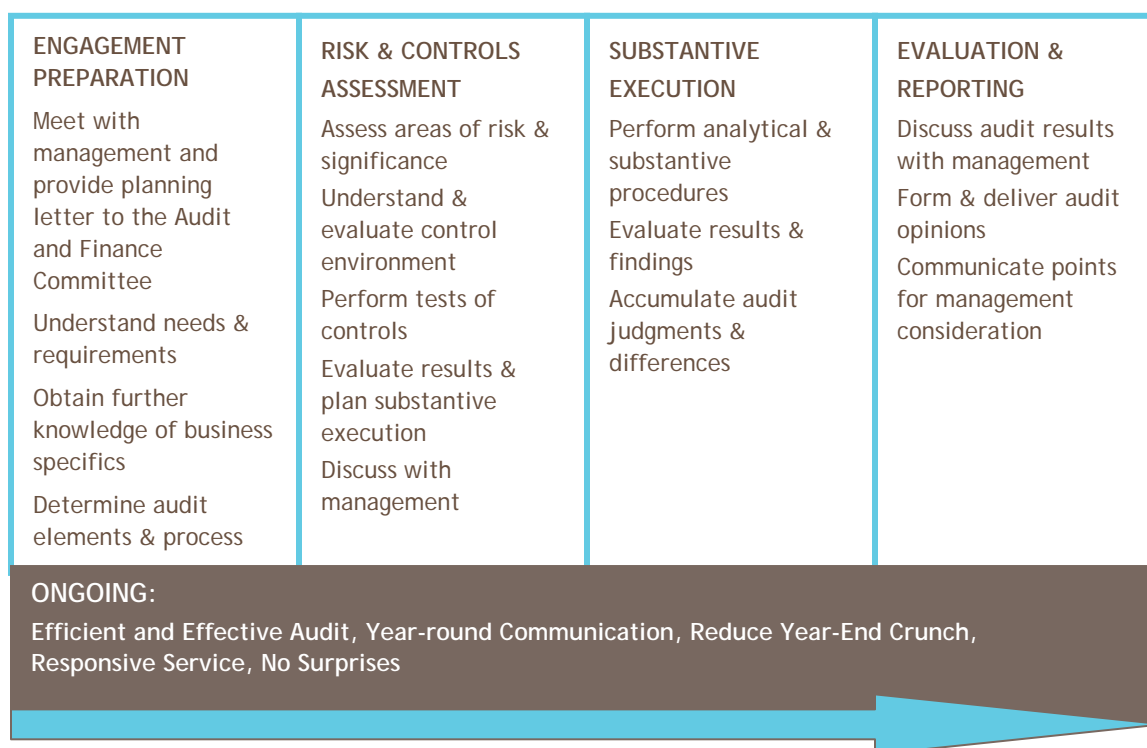 ENGAGEMENT
PREPARATION
Meet with
management and
provide planning
letter to the Audit
and Finance
Committee
Understand needs &
requirements
Obtain further
knowledge of business
specifics
Determine audit
elements & process
RISK & CONTROLS
ASSESSMENT
Assess areas of risk &
significance
Understand &
evaluate control
environment
Perform tests of
controls
Evaluate results &
plan substantive
execution
Discuss with
management
SUBSTANTIVE
EXECUTION
Perform analytical &
substantive
procedures
Evaluate results &
findings
Accumulate audit
judgments &
differences
EVALUATION &
REPORTING
Discuss audit results
with management
Form & deliver audit
opinions
Communicate points
for management
consideration
ONGOING:
Efficient and Effective Audit, Year-round Communication, Reduce Year-End Crunch,
Responsive Service, No Surprises